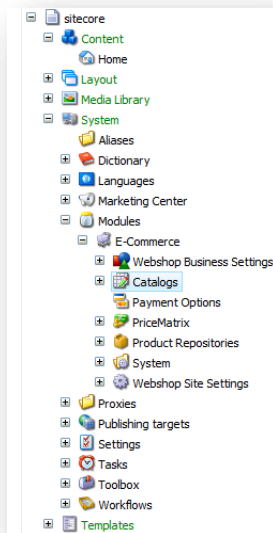 sitecore
Content
Home
Layout
Media Library
System
Aliases
Dictionary
Languages
Marketing Center
Modules
E-Commerce
Webshop Business Settings
Catalogs
Payment Options
PriceMatrix
Product Repositories
System
Webshop Site Settings
Proxies
Publishing targets
Settings
Tasks
Toolbox
Workflows
Templates